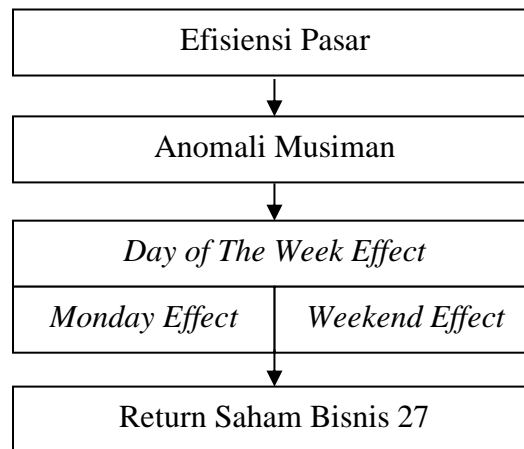 Efisiensi Pasar
Anomali Musiman
Day of The Week Effect
Monday Effect
Weekend Effect
Return Saham Bisnis 27